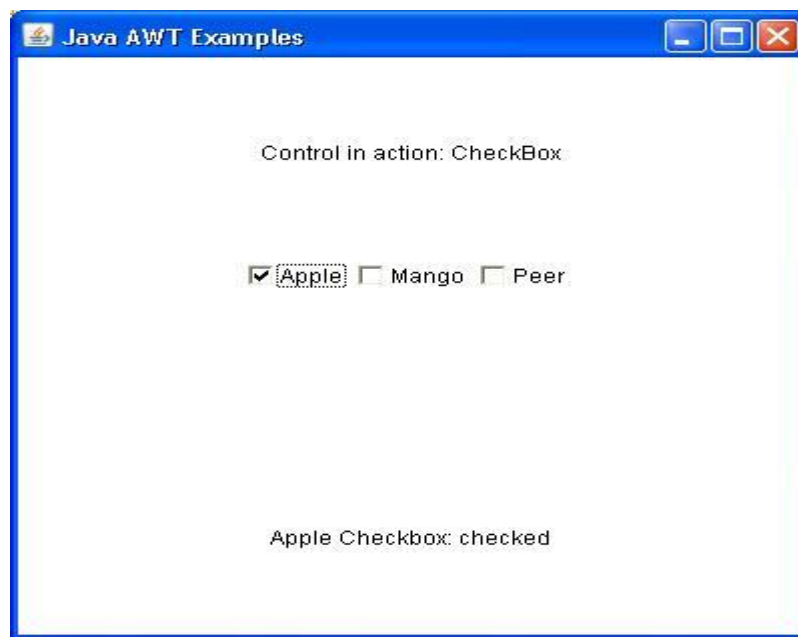 Java AWT Examples
Control in action: CheckBox
Apple Mango Peer
Apple Checkbox: checked